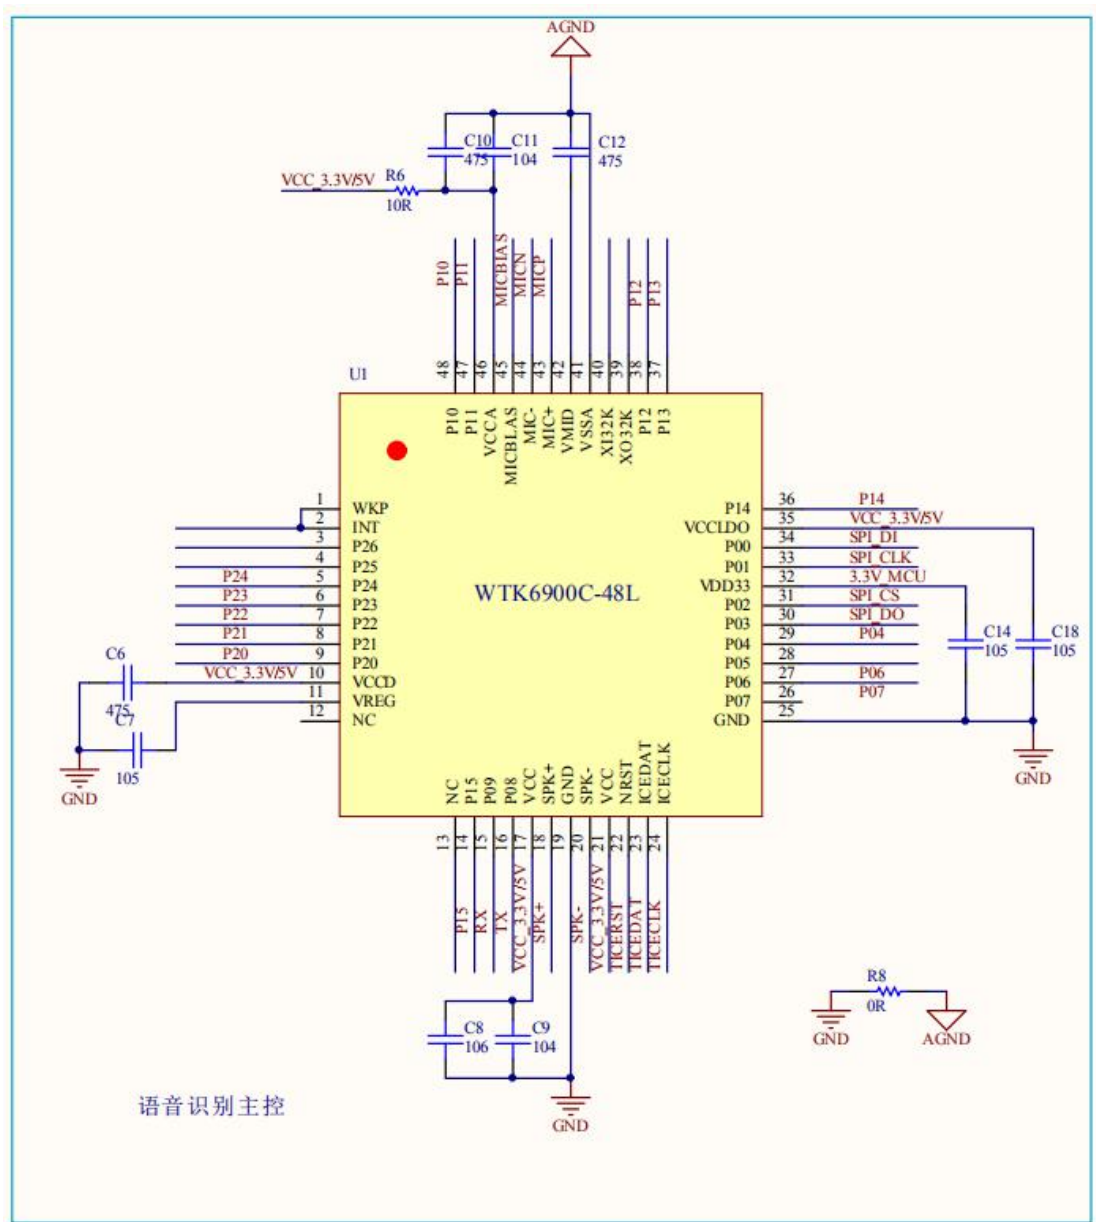 AGND
C10
475
C11
104
C12
475
VCC_3.3V/5V
R6
10R
P10
P11
MICBIAS
MICN
MICP
P12
P13
48
47
46
45
44
43
42
41
40
39
38
37
U1
P10
P11
VCCA
MICBLAS
MIC-
MIC+
VMID
VSSA
XI32K
XO32K
P12
P13
1 WKP
2 INT
3 P26
4 P25
P24 5 P24
P23 6 P23
P22 7 P22
P21 8 P21
P20 9 P20
VCC_3.3V/5V 10 VCCD
11 VREG
12 NC
C6
475
C7
105
GND
WTK6900C-48L
P14 36 P14
VCCLDO 35 VCC_3.3V/5V
P00 34 SPI_DI
P01 33 SPI_CLK
VDD33 32 3.3V_MCU
P02 31 SPI_CS
P03 30 SPI_DO
P04 29 P04
P05 28
P06 27 P06
P07 26 P07
GND 25
C14
105
C18
105
GND
NC
P15
P09
P08
VCC
SPK+
GND
SPK-
VCC
NRST
ICEDAT
ICECLK
13
14
15
16
17
18
19
20
21
22
23
24
P15
RX
TX
VCC_3.3V/5V
SPK+
SPK-
VCC_3.3V/5V
TICERST
TICEDAT
TICECLK
C8
106
C9
104
GND
R8
0R
GND
AGND
语音识别主控